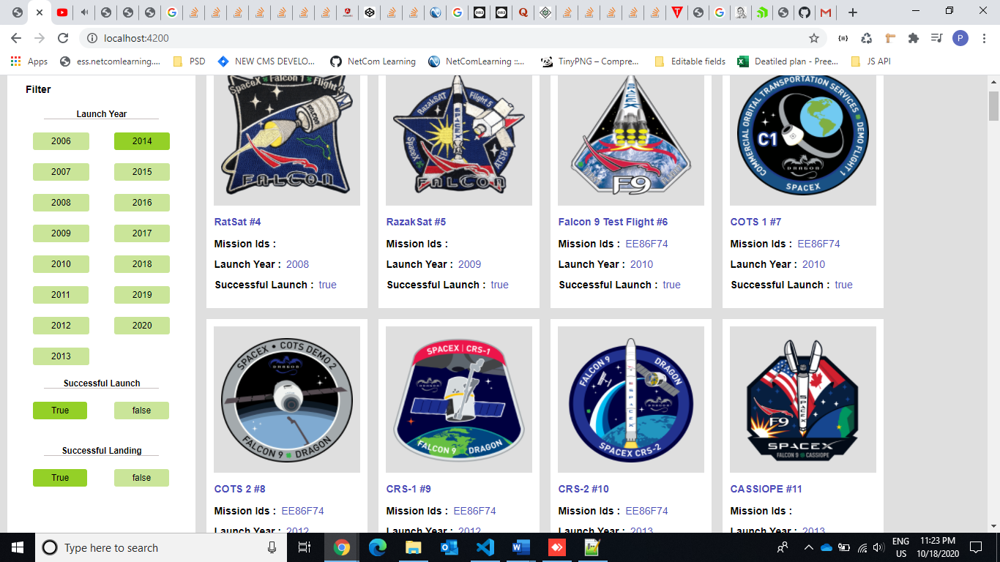 localhost:4200
P
Apps
ess.netcomlearning....
PSD
NEW CMS DEVELO...
NetCom Learning
NetComLearning ::...
TinyPNG – Compre...
Editable fields
Deatiled plan - Pree...
JS API
Filter
Launch Year
2006
2014
2007
2015
2008
2016
2009
2017
2010
2018
2011
2019
2012
2020
2013
Successful Launch
True
false
Successful Landing
True
false
SpaceX Falcon 1 Flight 4
FALCON
FALCON
RatSat #4
Mission Ids :
Launch Year : 2008
Successful Launch : true
RazakSAT Flight 5
SPACEX
SpaceX ATSB
FALCON
RazakSat #5
Mission Ids :
Launch Year : 2009
Successful Launch : true
F9
Falcon 9 Test Flight #6
Mission Ids : EE86F74
Launch Year : 2010
Successful Launch : true
COMMERCIAL ORBITAL TRANSPORTATION SERVICES
DEMO FLIGHT 1
C1
DRAGON
SPACEX
COTS 1 #7
Mission Ids : EE86F74
Launch Year : 2010
Successful Launch : true
SPACEX • COTS DEMO 2
DRAGON
FALCON 9 DRAGON
COTS 2 #8
Mission Ids : EE86F74
Launch Year : 2012
SPACEX | CRS-1
DRAGON
FALCON 9 DRAGON
CRS-1 #9
Mission Ids : EE86F74
Launch Year : 2012
FALCON 9 DRAGON
SPACEX
SPACEX CRS-2
CRS-2 #10
Mission Ids : EE86F74
Launch Year : 2013
SPACEX
F9
SPACEX
FALCON 9 CASSIOPE
CASSIOPE #11
Mission Ids :
Launch Year : 2013
Type here to search
ENG
US
11:23 PM
10/18/2020